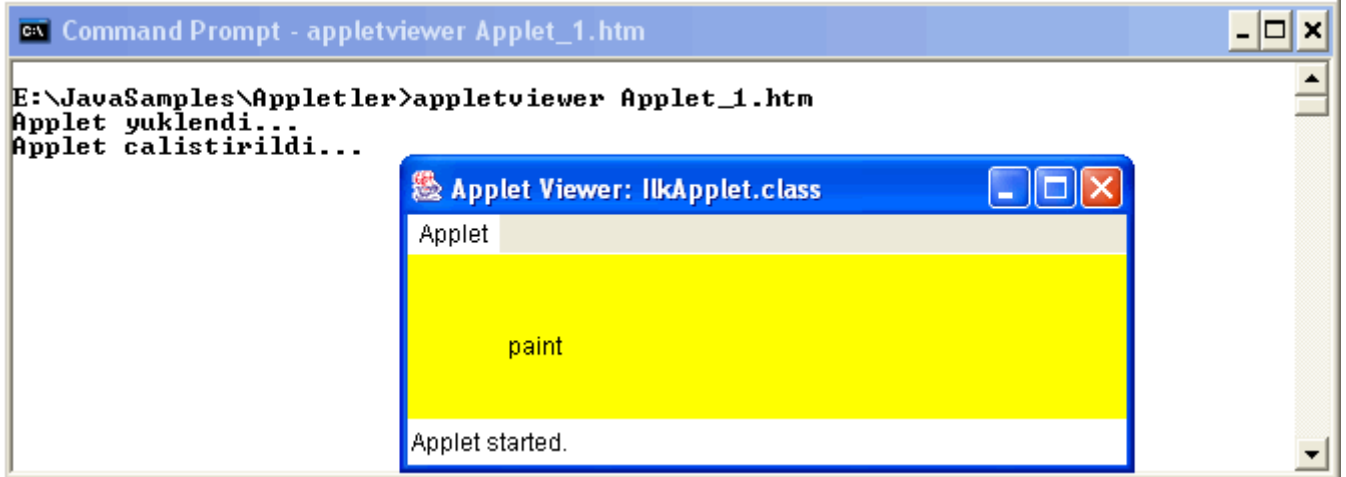 Command Prompt - appletviewer Applet_1.htm
E:\JavaSamples\Appletler>appletviewer Applet_1.htm
Applet yuklendi...
Applet calistirildi...
Applet Viewer: IlkApplet.class
Applet
paint
Applet started.